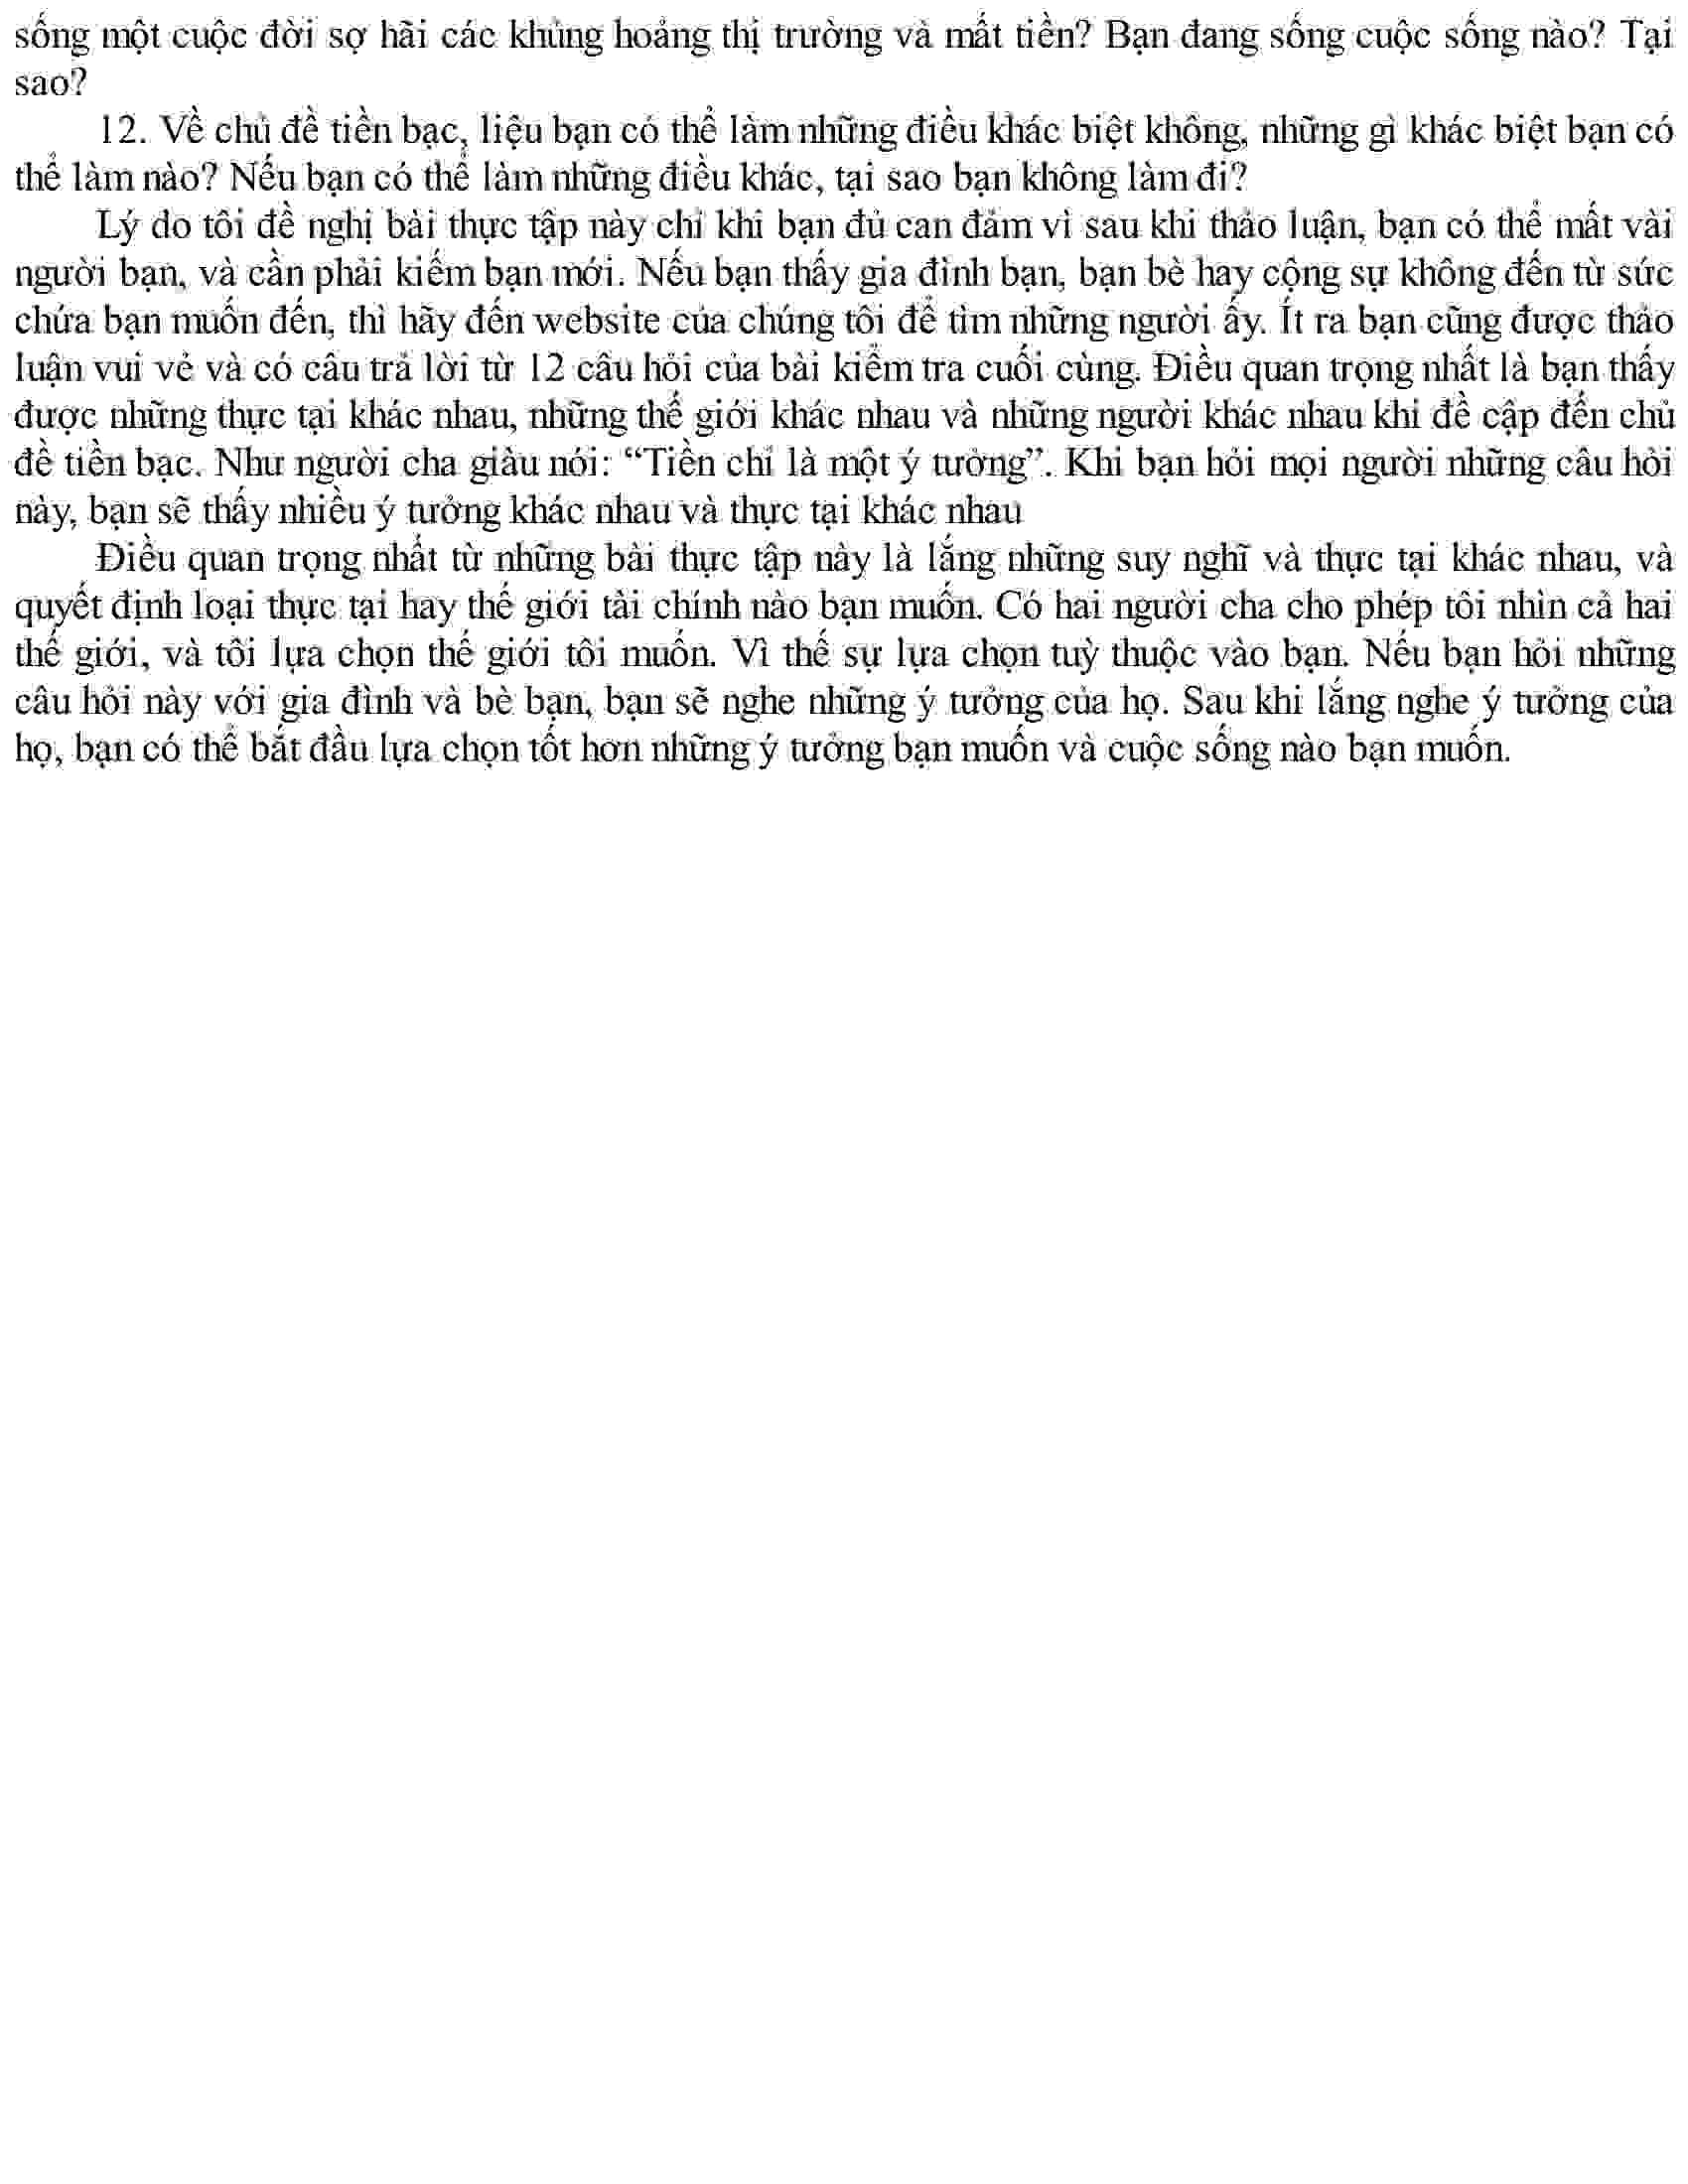 sống một cuộc đời sợ hãi các khủng hoảng thị trường và mất tiền? Bạn đang sống cuộc sống nào? Tại
sao?
12. Về chủ đề tiền bạc, liệu bạn có thể làm những điều khác biệt không, những gì khác biệt bạn có
thể làm nào? Nếu bạn có thể làm những điều khác, tại sao bạn không làm đi?
Lý do tôi đề nghị bài thực tập này chỉ khi bạn đủ can đảm vì sau khi thảo luận, bạn có thể mất vài
người bạn, và cần phải kiếm bạn mới. Nếu bạn thấy gia đình bạn, bạn bè hay cộng sự không đến từ sức
chứa bạn muốn đến, thì hãy đến website của chúng tôi để tìm những người ấy. Ít ra bạn cũng được thảo
luận vui vẻ và có câu trả lời từ 12 câu hỏi của bài kiểm tra cuối cùng. Điều quan trọng nhất là bạn thấy
được những thực tại khác nhau, những thế giới khác nhau và những người khác nhau khi đề cập đến chủ
đề tiền bạc. Như người cha giàu nói: “Tiền chỉ là một ý tưởng”. Khi bạn hỏi mọi người những câu hỏi
này, bạn sẽ thấy nhiều ý tưởng khác nhau và thực tại khác nhau
Điều quan trọng nhất từ những bài thực tập này là lắng những suy nghĩ và thực tại khác nhau, và
quyết định loại thực tại hay thế giới tài chính nào bạn muốn. Có hai người cha cho phép tôi nhìn cả hai
thế giới, và tôi lựa chọn thế giới tôi muốn. Vì thế sự lựa chọn tuỳ thuộc vào bạn. Nếu bạn hỏi những
câu hỏi này với gia đình và bè bạn, bạn sẽ nghe những ý tưởng của họ. Sau khi lắng nghe ý tưởng của
họ, bạn có thể bắt đầu lựa chọn tốt hơn những ý tưởng bạn muốn và cuộc sống nào bạn muốn.